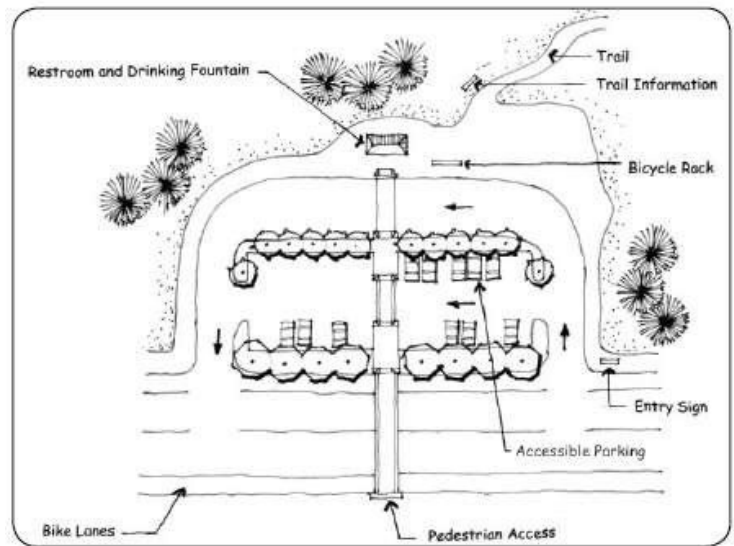 Trail
Restroom and Drinking Fountain
Trail Information
Bicycle Rack
Entry Sign
Accessible Parking
Bike Lanes
Pedestrian Access